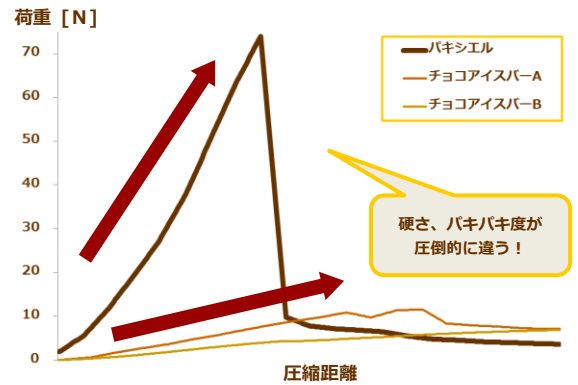 荷重 [N]
70
60
50
40
30
20
10
0
パキシエル
チョコアイスバーA
チョコアイスバーB
硬さ、パキパキ度が
圧倒的に違う！
圧縮距離